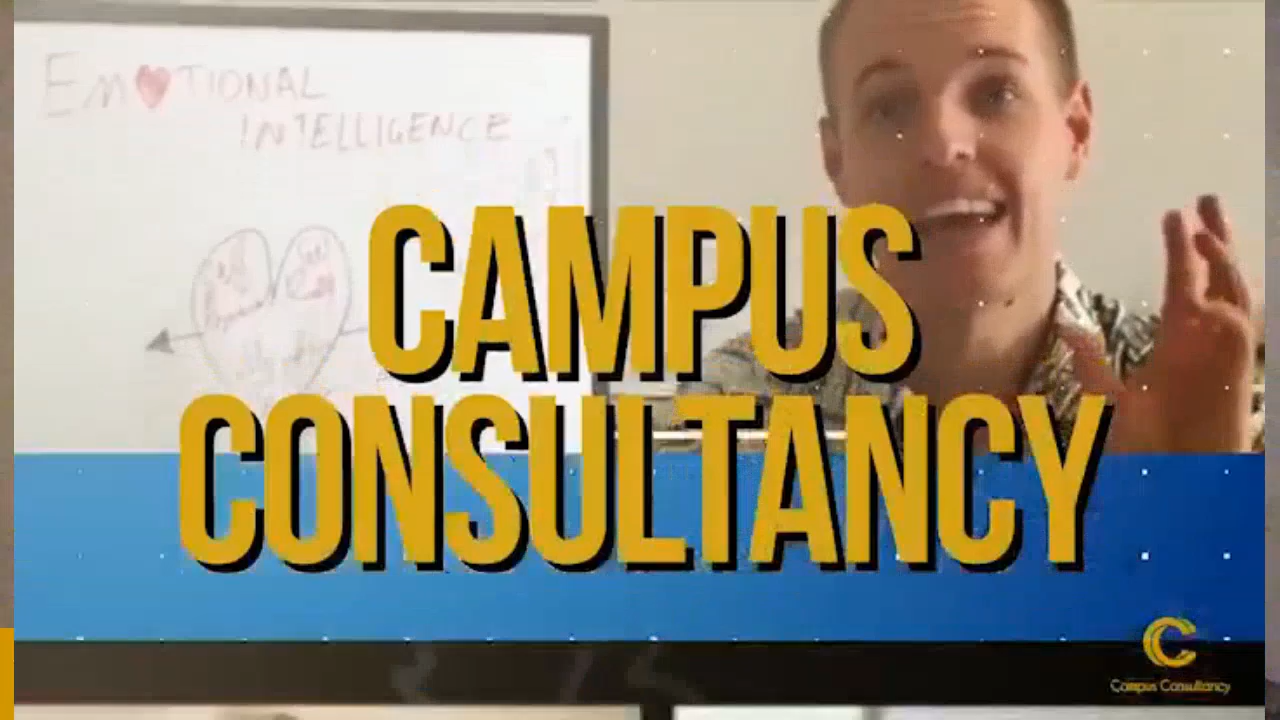 EMOTIONAL
INTELLIGENCE
CAMPUS
CONSULTANCY
Campus Consultancy